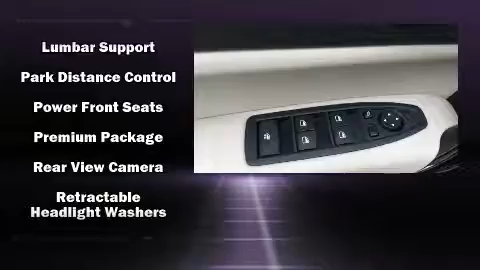 Lumbar Support
Park Distance Control
Power Front Seats
Premium Package
Rear View Camera
Retractable
Headlight Washers